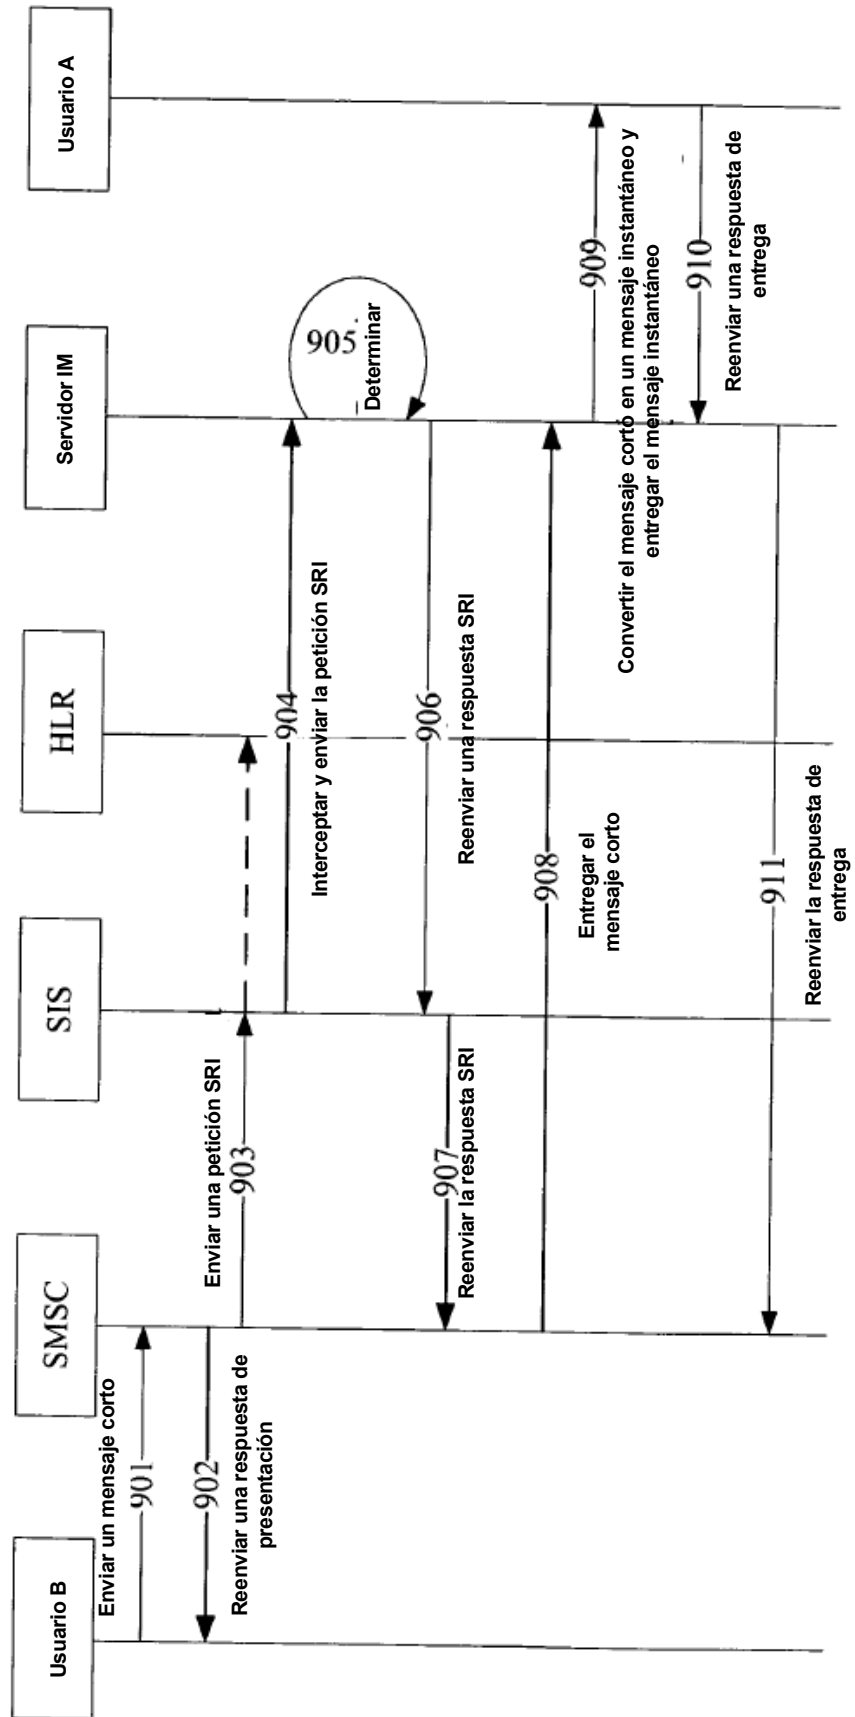 Usuario B
SMSC
SIS
HLR
Servidor IM
Usuario A
Enviar un mensaje corto
901
902
Reenviar una respuesta de
presentación
Enviar una petición SRI
903
904
Interceptar y enviar la petición SRI
905
Determinar
906
Reenviar una respuesta SRI
907
Reenviar la respuesta SRI
908
Entregar el
mensaje corto
909
Convertir el mensaje corto en un mensaje instantáneo y
entregar el mensaje instantáneo
910
Reenviar una respuesta de
entrega
911
Reenviar la respuesta de
entrega